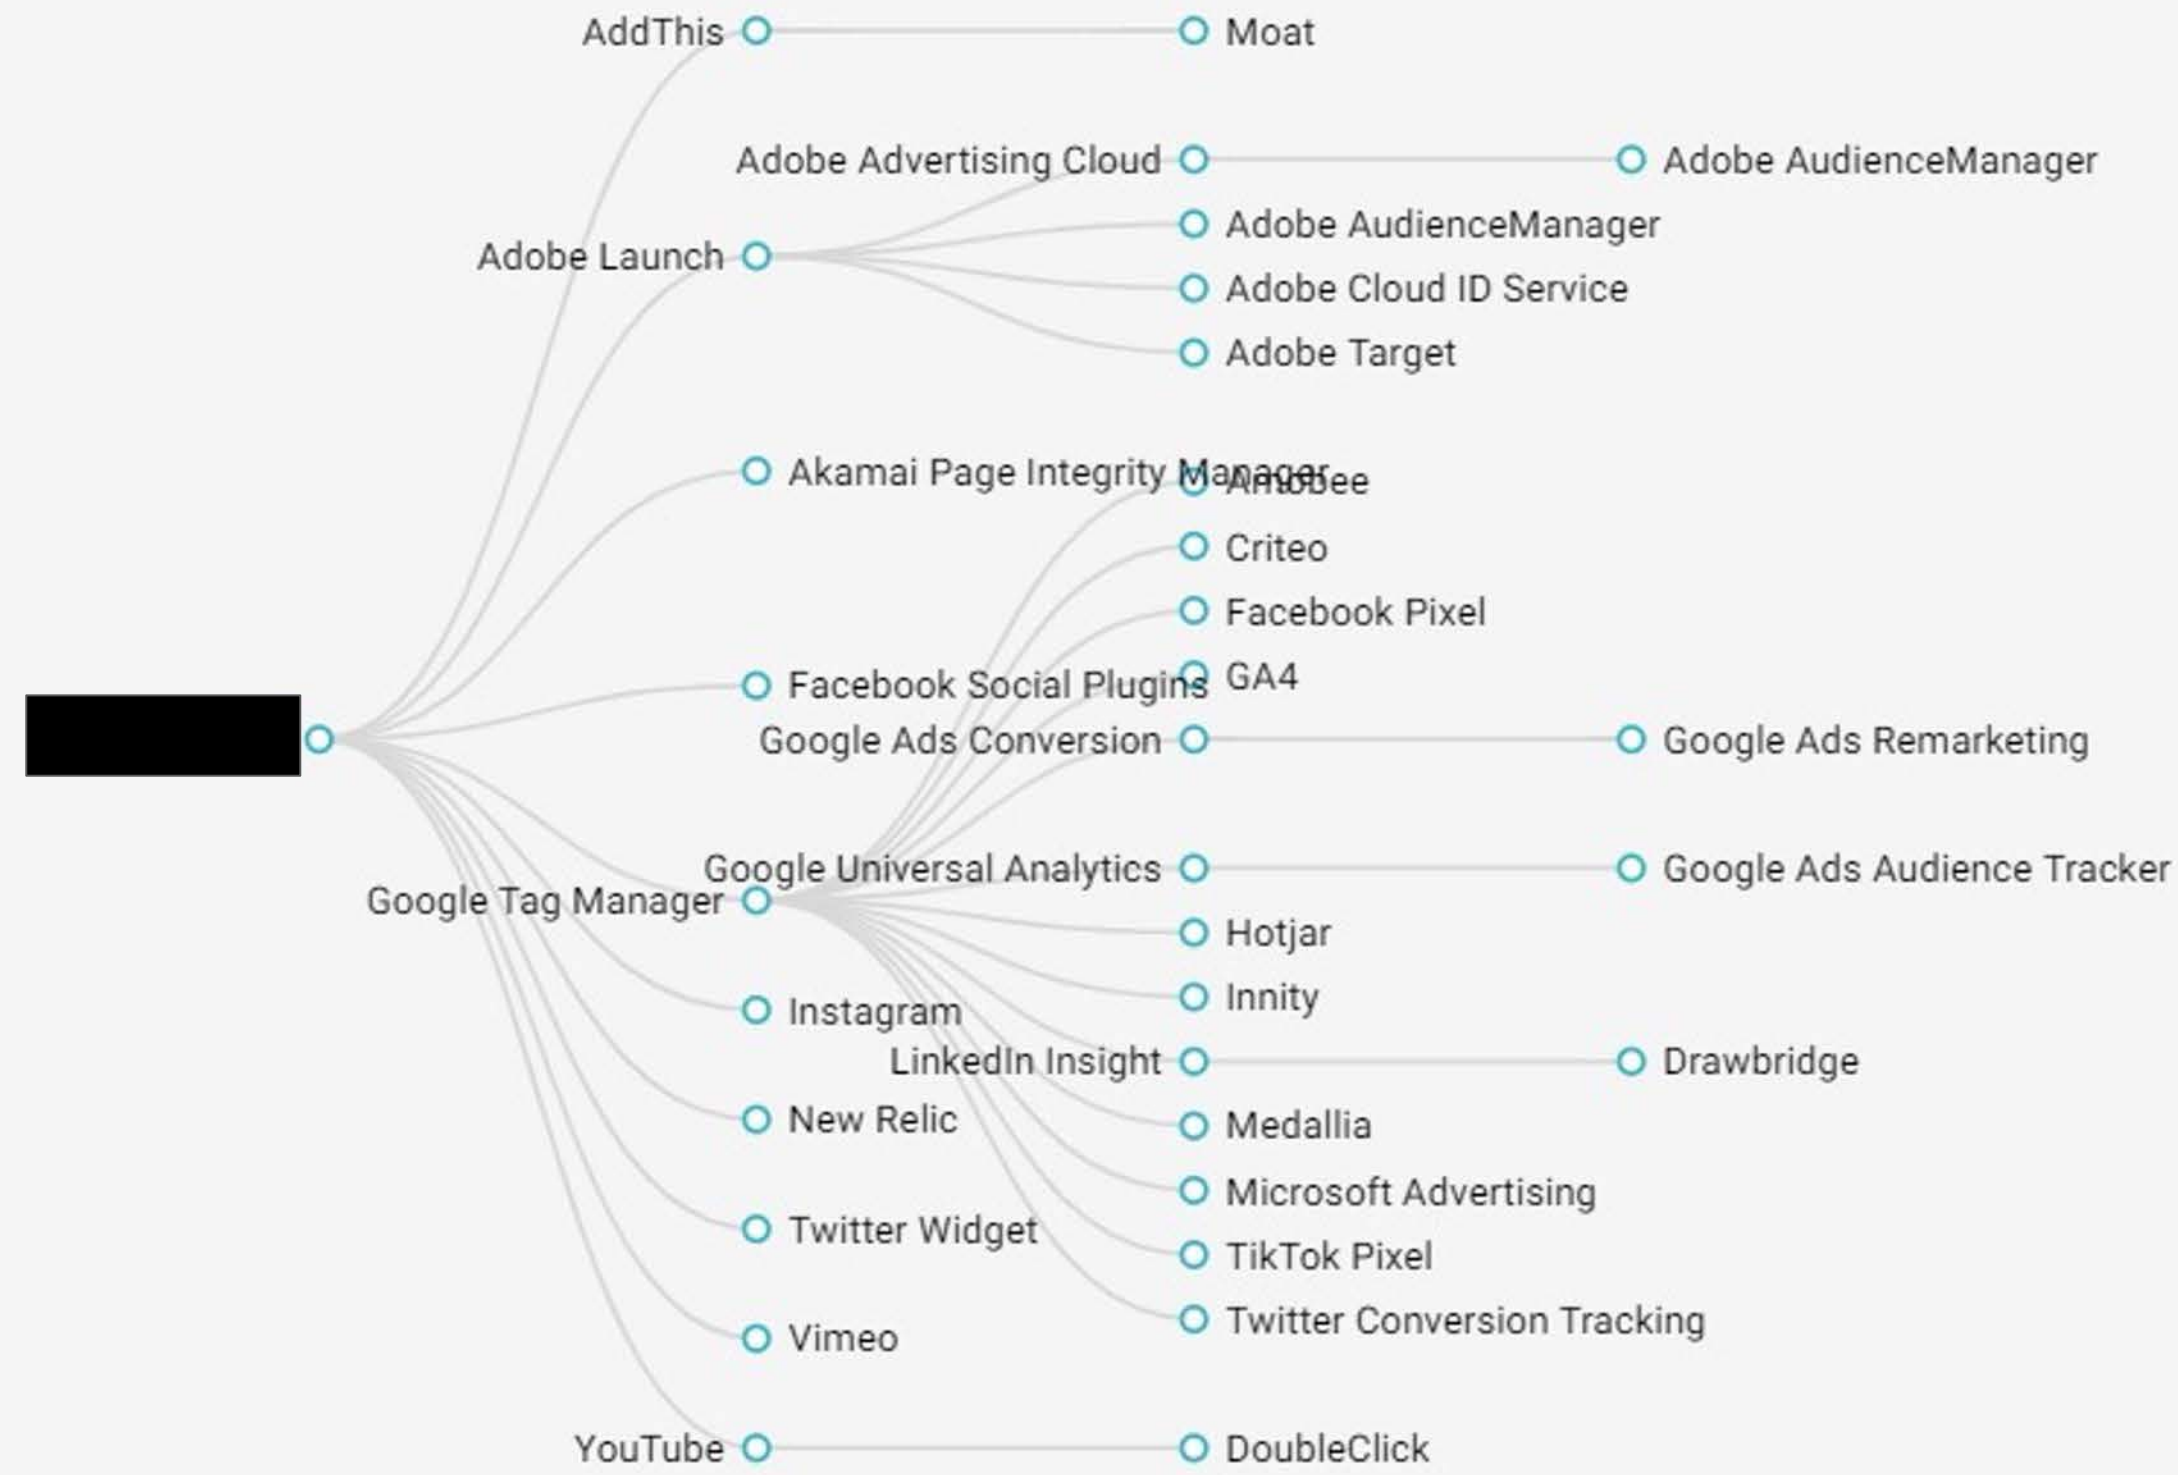 AddThis
Moat
Adobe Advertising Cloud
Adobe AudienceManager
Adobe Launch
Adobe AudienceManager
Adobe Cloud ID Service
Adobe Target
Akamai Page Integrity Manager
Amobee
Criteo
Facebook Pixel
GA4
Facebook Social Plugins
Google Ads Conversion
Google Ads Remarketing
Google Universal Analytics
Google Ads Audience Tracker
Google Tag Manager
Hotjar
Innity
Instagram
LinkedIn Insight
Drawbridge
New Relic
Medallia
Microsoft Advertising
Twitter Widget
TikTok Pixel
Twitter Conversion Tracking
Vimeo
YouTube
DoubleClick